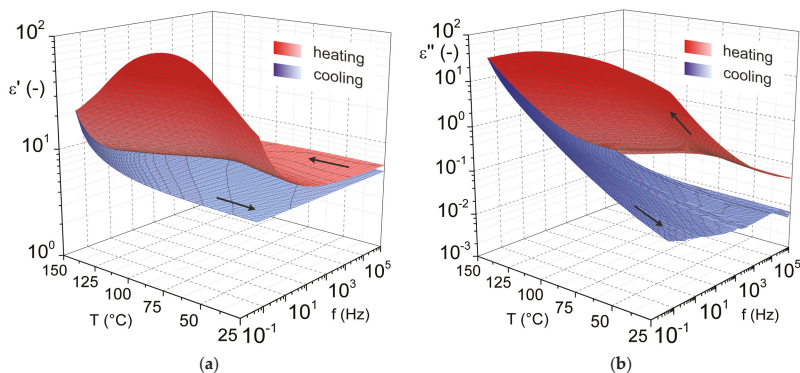 10²
ε' (-)
10¹
10⁰
heating
cooling
150
125
100
75
50
25
T (°C)
10⁻¹
10¹
10³
10⁵
f (Hz)
(a)
10²
ε'' (-)
10¹
10⁰
10⁻¹
10⁻²
10⁻³
heating
cooling
150
125
100
75
50
25
T (°C)
10⁻¹
10¹
10³
10⁵
f (Hz)
(b)